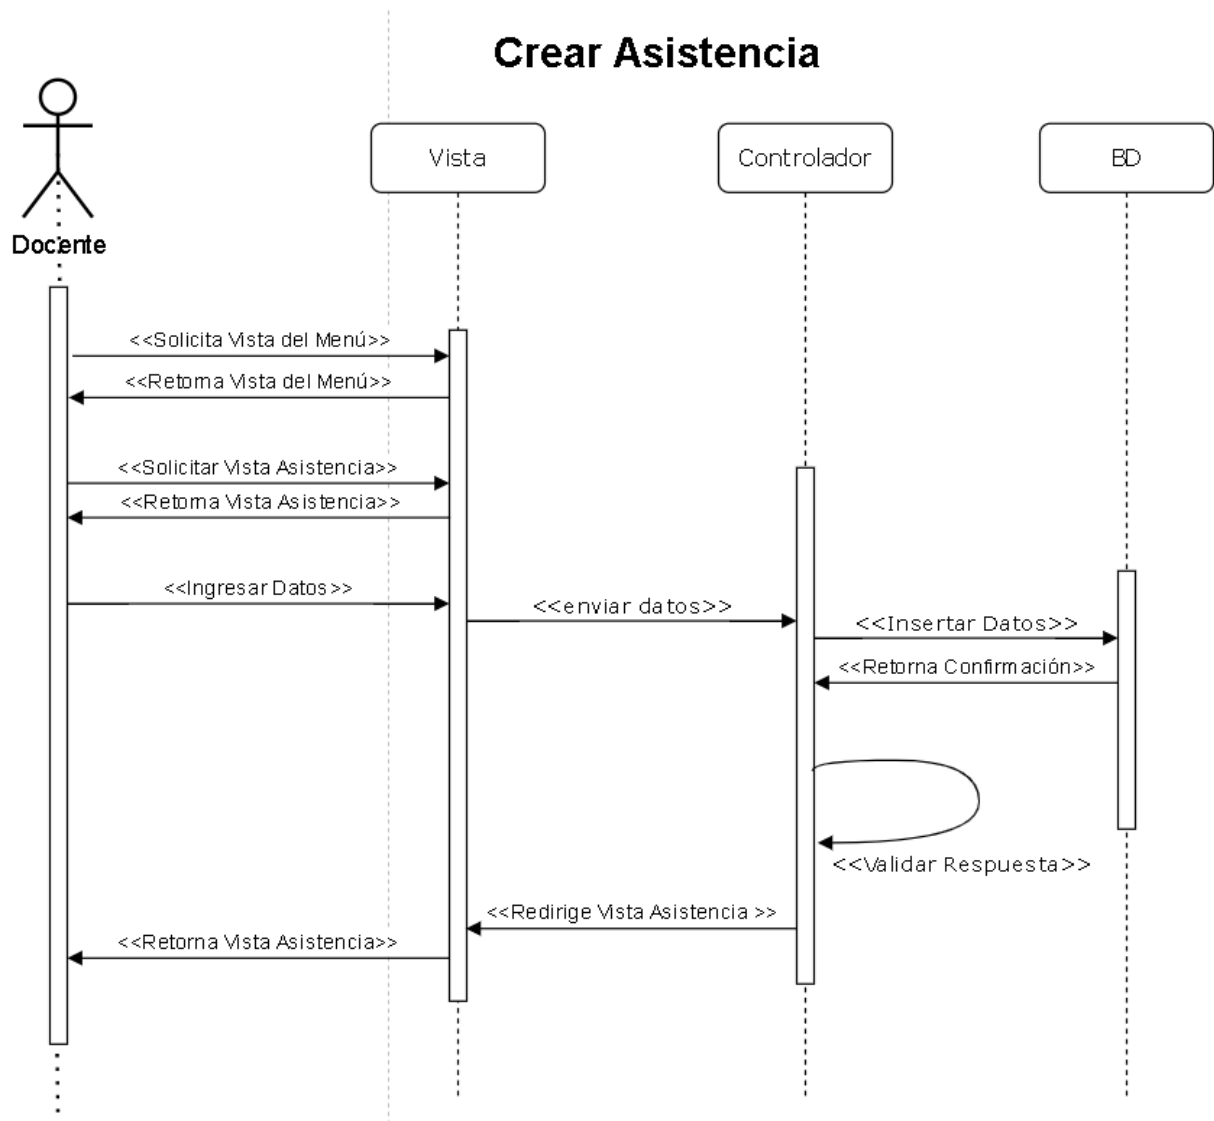 Crear Asistencia
Vista
Controlador
BD
Docente
<<Solicita Vista del Menú>>
<<Retorna Vista del Menú>>
<<Solicitar Vista Asistencia>>
<<Retorna Vista Asistencia>>
<<Ingresar Datos>>
<<enviar datos>>
<<Insertar Datos>>
<<Retorna Confirmación>>
<<Validar Respuesta>>
<<Redirige Vista Asistencia >>
<<Retorna Vista Asistencia>>